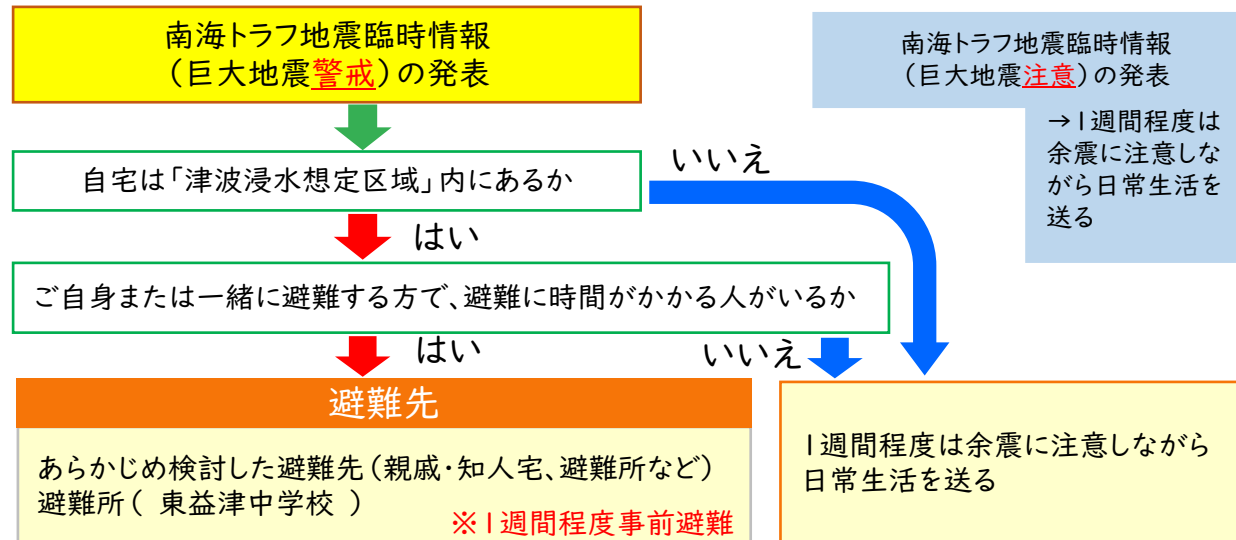 南海トラフ地震臨時情報
（巨大地震警戒）の発表
南海トラフ地震臨時情報
（巨大地震注意）の発表
→1週間程度は
余震に注意しな
がら日常生活を
送る
自宅は「津波浸水想定区域」内にあるか
いいえ
はい
ご自身または一緒に避難する方で、避難に時間がかかる人がいるか
はい
いいえ
避難先
あらかじめ検討した避難先（親戚・知人宅、避難所など）
避難所（ 東益津中学校 ）
※1週間程度事前避難
1週間程度は余震に注意しながら
日常生活を送る